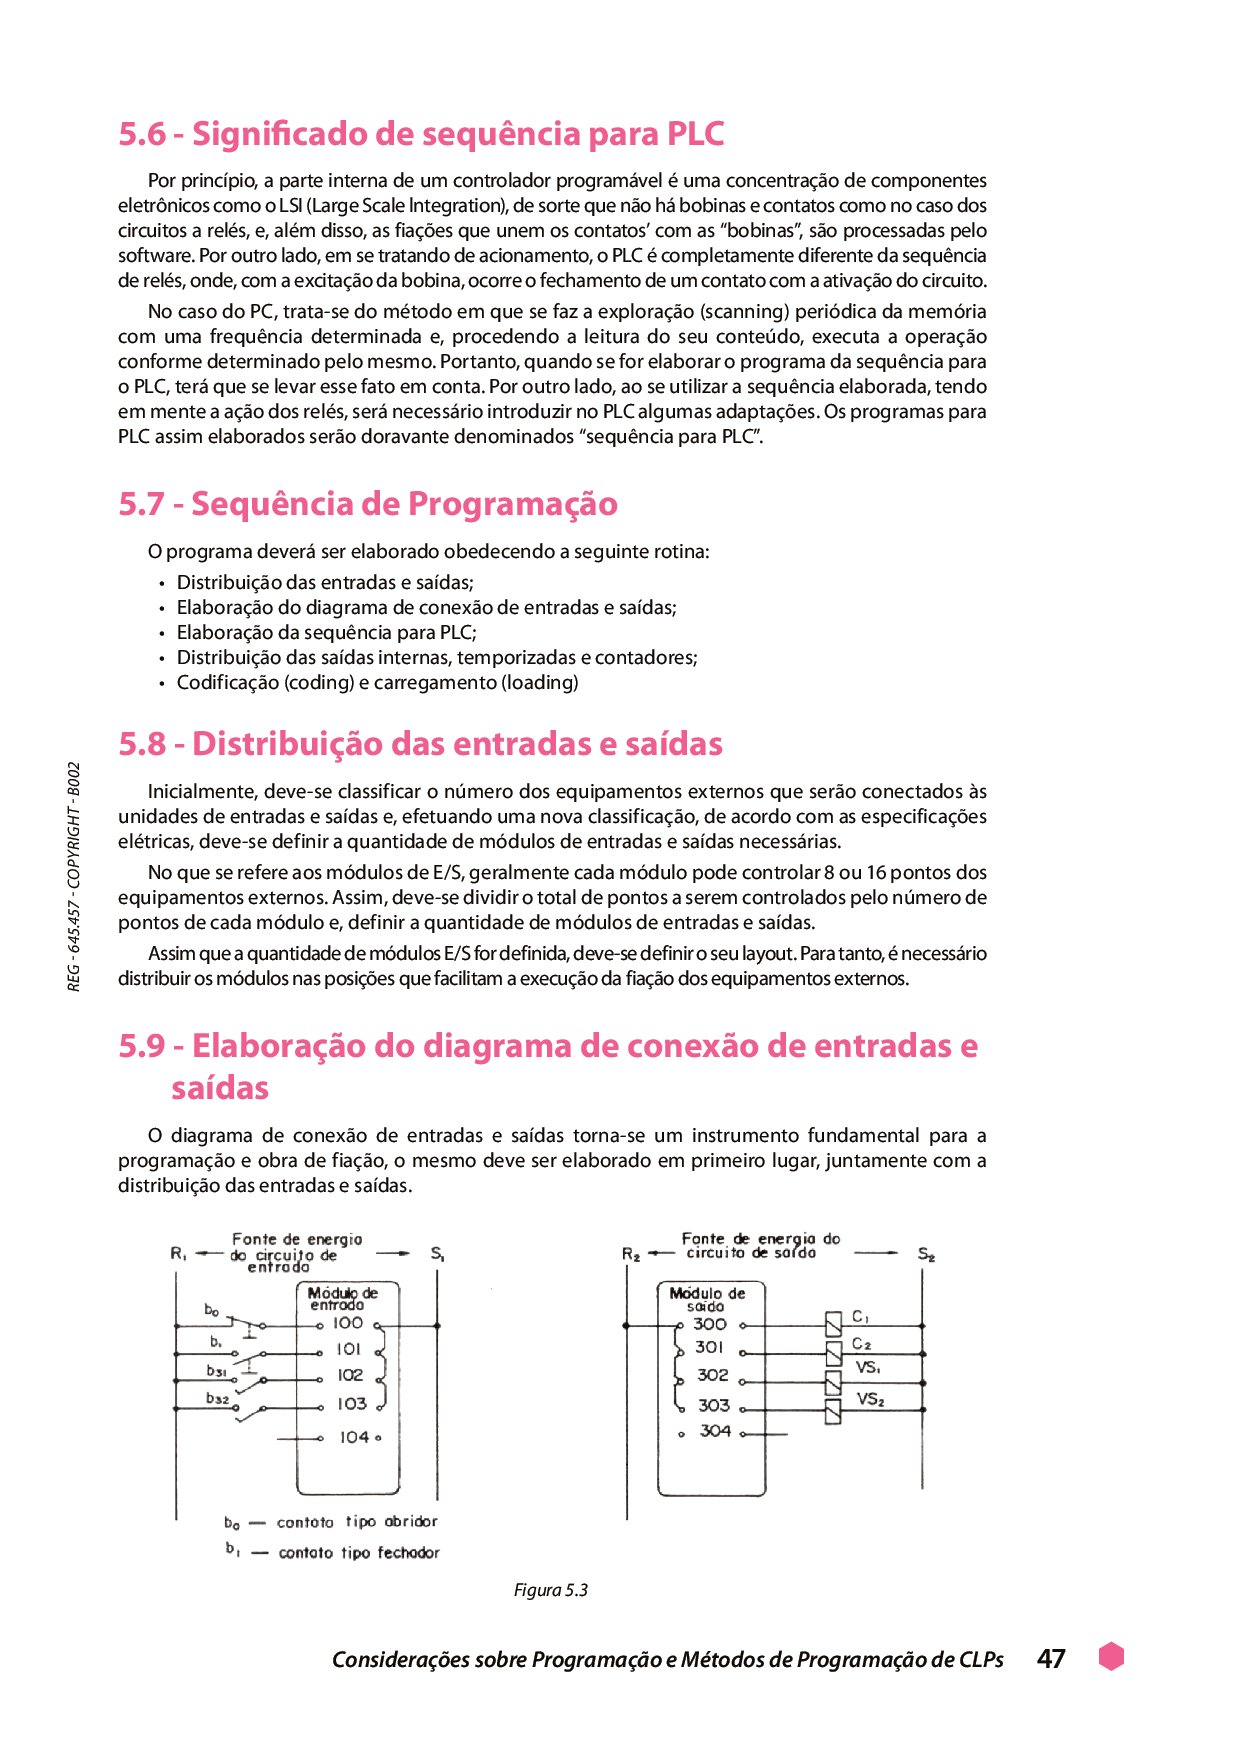 5.6 - Significado de sequência para PLC
Por princípio, a parte interna de um controlador programável é uma concentração de componentes
eletrônicos como o LSI (Large Scale Integration), de sorte que não há bobinas e contatos como no caso dos
circuitos a relés, e, além disso, as fiações que unem os contatos’ com as “bobinas”, são processadas pelo
software. Por outro lado, em se tratando de acionamento, o PLC é completamente diferente da sequência
de relés, onde, com a excitação da bobina, ocorre o fechamento de um contato com a ativação do circuito.
No caso do PC, trata-se do método em que se faz a exploração (scanning) periódica da memória
com uma frequência determinada e, procedendo a leitura do seu conteúdo, executa a operação
conforme determinado pelo mesmo. Portanto, quando se for elaborar o programa da sequência para
o PLC, terá que se levar esse fato em conta. Por outro lado, ao se utilizar a sequência elaborada, tendo
em mente a ação dos relés, será necessário introduzir no PLC algumas adaptações. Os programas para
PLC assim elaborados serão doravante denominados “sequência para PLC”.
5.7 - Sequência de Programação
O programa deverá ser elaborado obedecendo a seguinte rotina:
• Distribuição das entradas e saídas;
• Elaboração do diagrama de conexão de entradas e saídas;
• Elaboração da sequência para PLC;
• Distribuição das saídas internas, temporizadas e contadores;
• Codificação (coding) e carregamento (loading)
5.8 - Distribuição das entradas e saídas
Inicialmente, deve-se classificar o número dos equipamentos externos que serão conectados às
unidades de entradas e saídas e, efetuando uma nova classificação, de acordo com as especificações
elétricas, deve-se definir a quantidade de módulos de entradas e saídas necessárias.
No que se refere aos módulos de E/S, geralmente cada módulo pode controlar 8 ou 16 pontos dos
equipamentos externos. Assim, deve-se dividir o total de pontos a serem controlados pelo número de
pontos de cada módulo e, definir a quantidade de módulos de entradas e saídas.
Assim que a quantidade de módulos E/S for definida, deve-se definir o seu layout. Para tanto, é necessário
distribuir os módulos nas posições que facilitam a execução da fiação dos equipamentos externos.
5.9 - Elaboração do diagrama de conexão de entradas e
saídas
O diagrama de conexão de entradas e saídas torna-se um instrumento fundamental para a
programação e obra de fiação, o mesmo deve ser elaborado em primeiro lugar, juntamente com a
distribuição das entradas e saídas.
Fonte de energia
R₁ do circuito de S₁
entrada
Módulo de
entrada
b₀ 100
b₁ 101
b₃₁ 102
b₃₂ 103
104
b₀ — contato tipo abridor
b₁ — contato tipo fechador
Fonte de energia do
R₂ circuito de saída S₂
Módulo de
saída
300 C₁
301 C₂
302 VS₁
303 VS₂
304
Figura 5.3
Considerações sobre Programação e Métodos de Programação de CLPs 47
REG - 645.457 - COPYRIGHT - B002